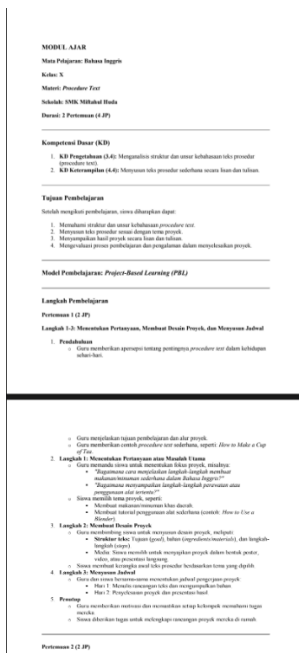 MODUL AJAR
Mata Pelajaran: Bahasa Inggris
Kelas: X
Materi: Procedure Text
Sekolah: SMK Miftahul Huda
Durasi: 2 Pertemuan (4 JP)
Kompetensi Dasar (KD)
1. KD Pengetahuan (3.4): Menganalisis struktur dan unsur kebahasaan teks prosedur
(procedure text).
2. KD Keterampilan (4.4): Menyusun teks prosedur sederhana secara lisan dan tulisan.
Tujuan Pembelajaran
Setelah mengikuti pembelajaran, siswa diharapkan dapat:
1. Memahami struktur dan unsur kebahasaan procedure text.
2. Menyusun teks prosedur sesuai dengan tema proyek.
3. Menyampaikan hasil proyek secara lisan dan tulisan.
4. Mengevaluasi proses pembelajaran dan pengalaman dalam menyelesaikan proyek.
Model Pembelajaran: Project-Based Learning (PBL)
Langkah Pembelajaran
Pertemuan 1 (2 JP)
Langkah 1-3: Menentukan Pertanyaan, Membuat Desain Proyek, dan Menyusun Jadwal
1. Pendahuluan
○ Guru memberikan apersepsi tentang pentingnya procedure text dalam kehidupan
sehari-hari.
○ Guru menjelaskan tujuan pembelajaran dan alur proyek.
○ Guru memberikan contoh procedure text sederhana, seperti: How to Make a Cup
of Tea.
2. Langkah 1: Menentukan Pertanyaan atau Masalah Utama
○ Guru memandu siswa untuk menentukan fokus proyek, misalnya:
▪ "Bagaimana cara menjelaskan langkah-langkah membuat
makanan/minuman sederhana dalam Bahasa Inggris?"
▪ "Bagaimana menyampaikan langkah-langkah perawatan atau
penggunaan alat tertentu?"
○ Siswa memilih tema proyek, seperti:
▪ Membuat makanan/minuman khas daerah.
▪ Membuat tutorial penggunaan alat sederhana (contoh: How to Use a
Blender).
3. Langkah 2: Membuat Desain Proyek
○ Guru membimbing siswa untuk menyusun desain proyek, meliputi:
▪ Struktur teks: Tujuan (goal), bahan (ingredients/materials), dan langkah-
langkah (steps).
▪ Media: Siswa memilih untuk menyajikan proyek dalam bentuk poster,
video, atau presentasi langsung.
○ Siswa membuat kerangka awal teks prosedur berdasarkan tema yang dipilih.
4. Langkah 3: Menyusun Jadwal
○ Guru dan siswa bersama-sama menentukan jadwal pengerjaan proyek:
▪ Hari 1: Menulis rancangan teks dan mengumpulkan bahan.
▪ Hari 2: Penyelesaian proyek dan presentasi hasil.
5. Penutup
○ Guru memberikan motivasi dan memastikan setiap kelompok memahami tugas
mereka.
○ Siswa diberikan tugas untuk melengkapi rancangan proyek mereka di rumah.
Pertemuan 2 (2 JP)